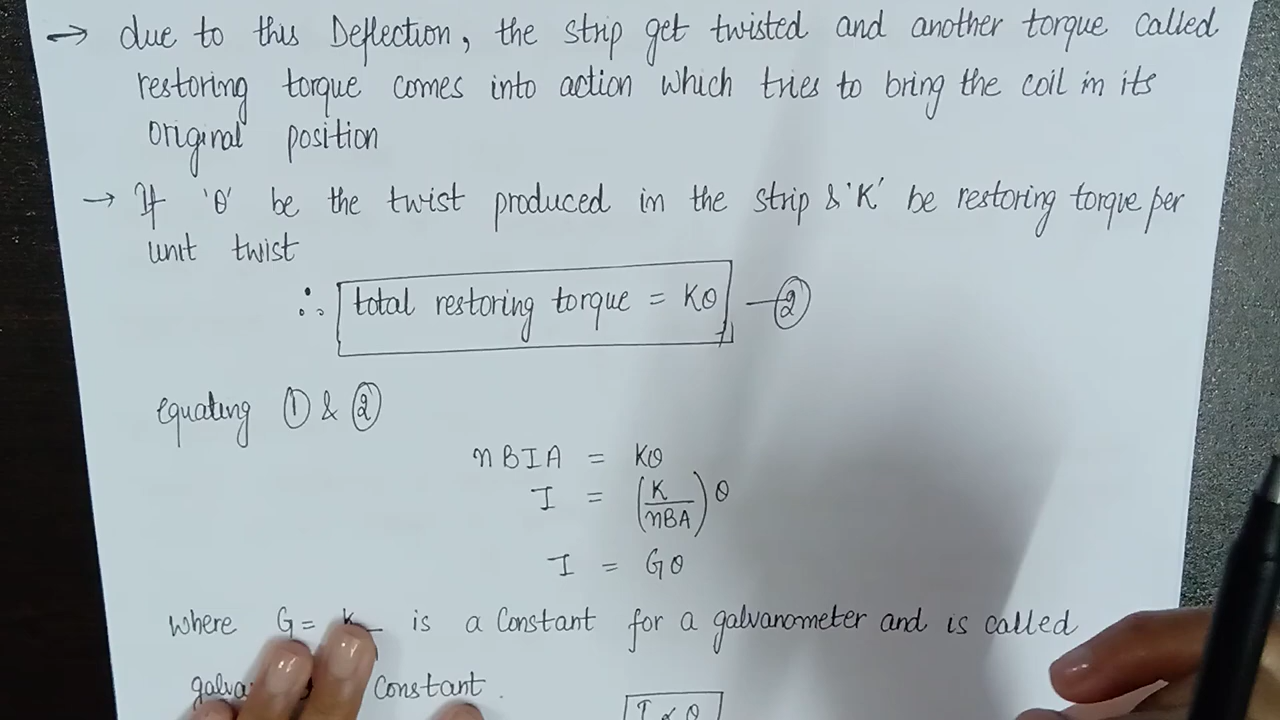 → due to this Deflection, the strip get twisted and another torque called
restoring torque comes into action which tries to bring the coil in its
original position
→ If 'θ' be the twist produced in the strip & 'K' be restoring torque per
unit twist
∴ total restoring torque = Kθ — ②
equating ① & ②
nBIA = Kθ
I = (K/nBA) θ
I = Gθ
where G = K is a Constant for a galvanometer and is called
Constant.
I ∝ θ